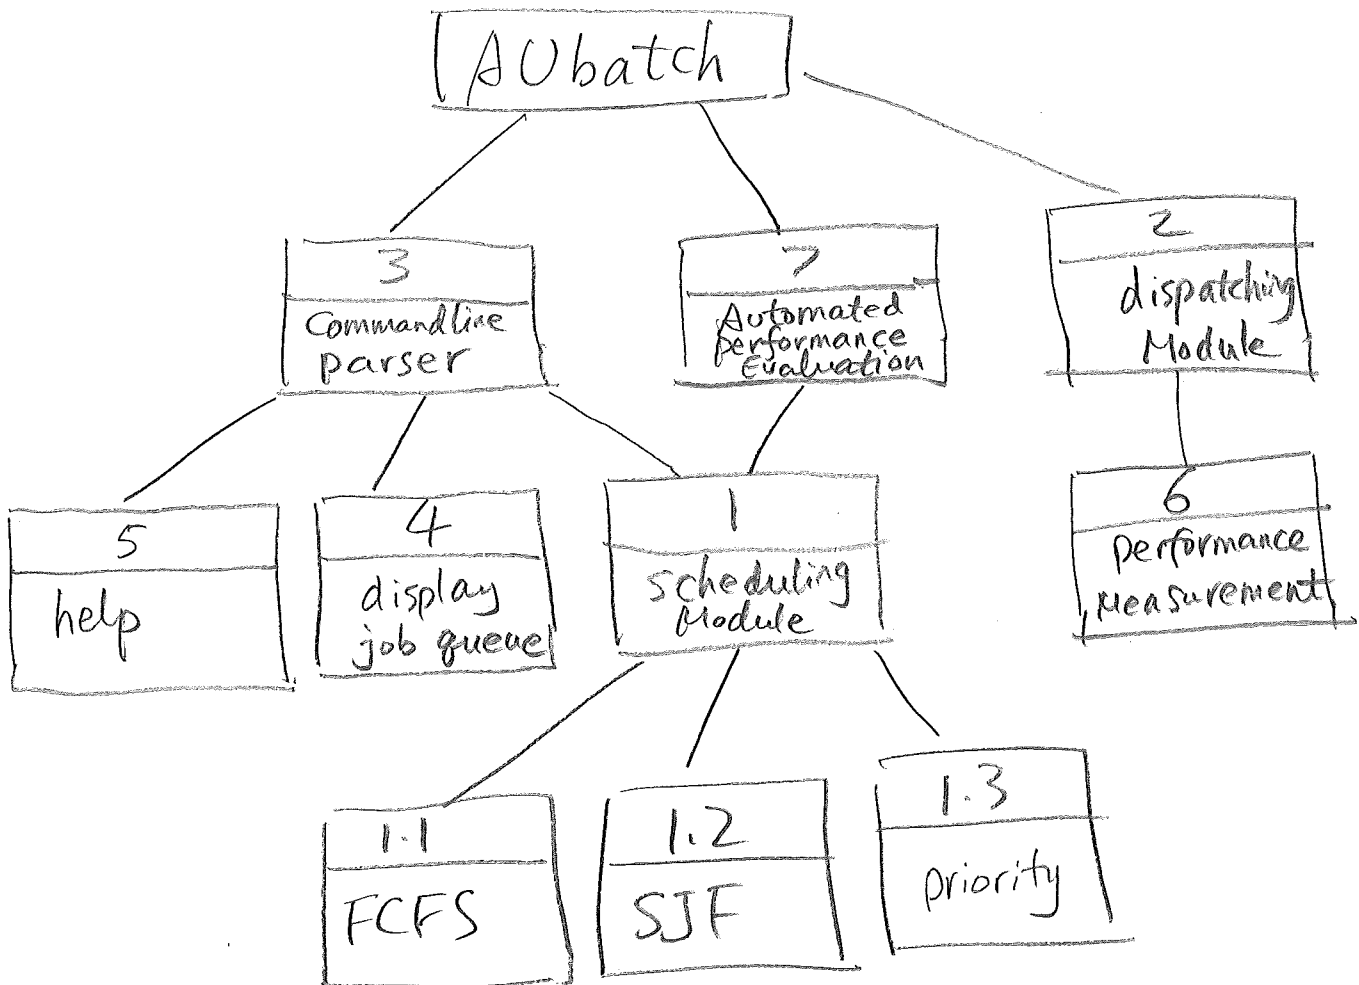 AUbatch
3
Commandline
parser
7
Automated
performance
Evaluation
2
dispatching
Module
5
help
4
display
job queue
1
scheduling
Module
6
performance
Measurement
1.1
FCFS
1.2
SJF
1.3
priority